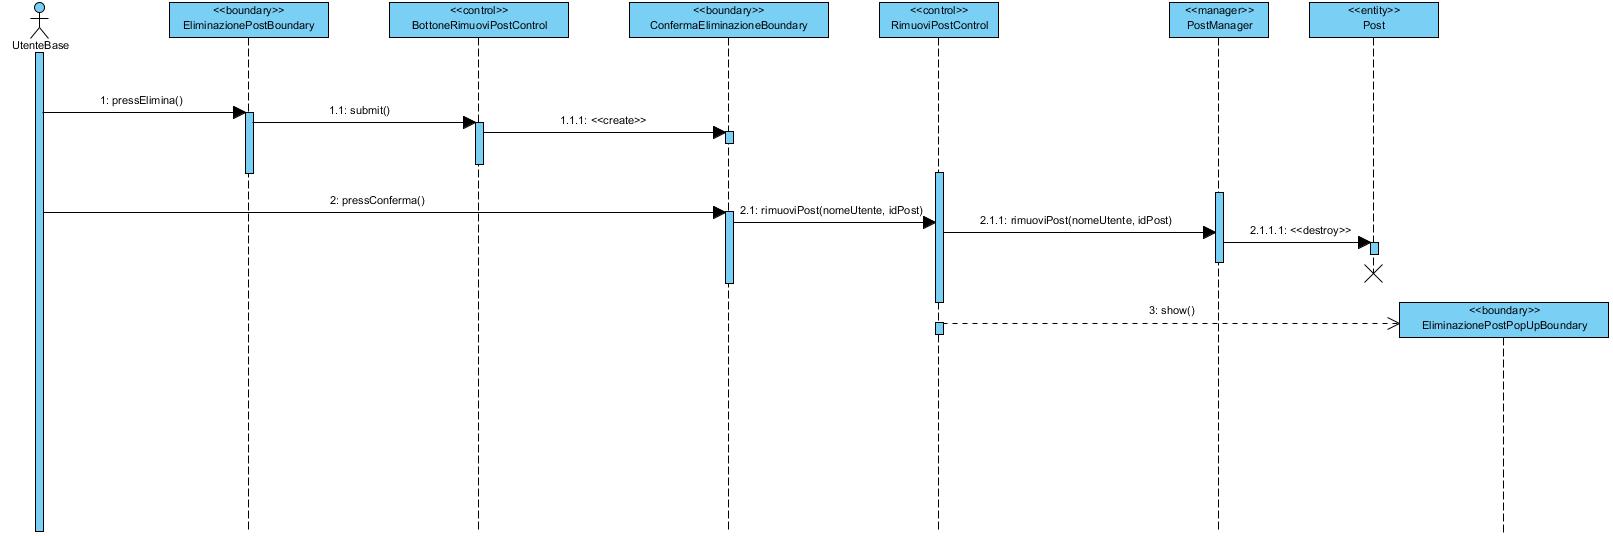 <<boundary>>
EliminazionePostBoundary
<<control>>
BottoneRimuoviPostControl
<<boundary>>
ConfermaEliminazioneBoundary
<<control>>
RimuoviPostControl
<<manager>>
PostManager
<<entity>>
Post
UtenteBase
1: pressElimina()
1.1: submit()
1.1.1: <<create>>
2: pressConferma()
2.1: rimuoviPost(nomeUtente, idPost)
2.1.1: rimuoviPost(nomeUtente, idPost)
2.1.1.1: <<destroy>>
3: show()
<<boundary>>
EliminazionePostPopUpBoundary